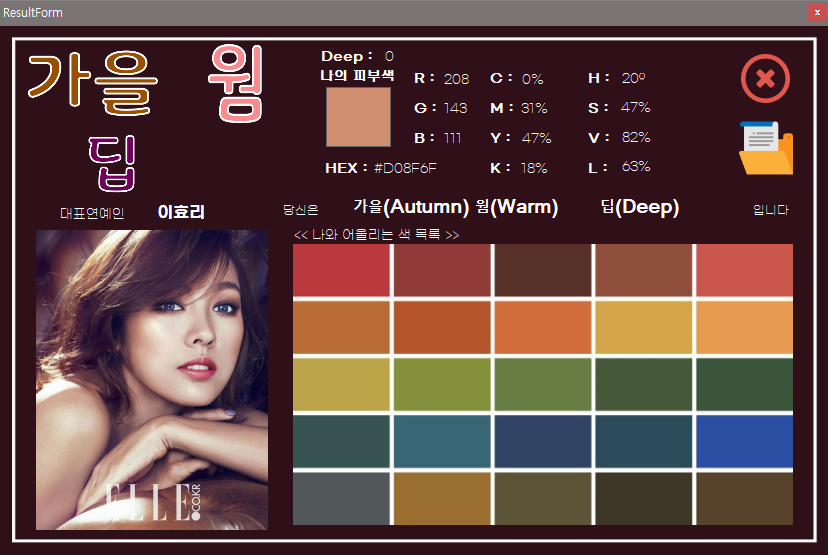 ResultForm
가을 웜
딥
Deep : 0
나의 피부색
R : 208 C : 0% H : 20º
G : 143 M : 31% S : 47%
B : 111 Y : 47% V : 82%
HEX : #D08F6F K : 18% L : 63%
대표연예인 이효리
당신은 가을(Autumn) 웜(Warm) 딥(Deep) 입니다
<< 나와 어울리는 색 목록 >>
ELLE.CO.KR